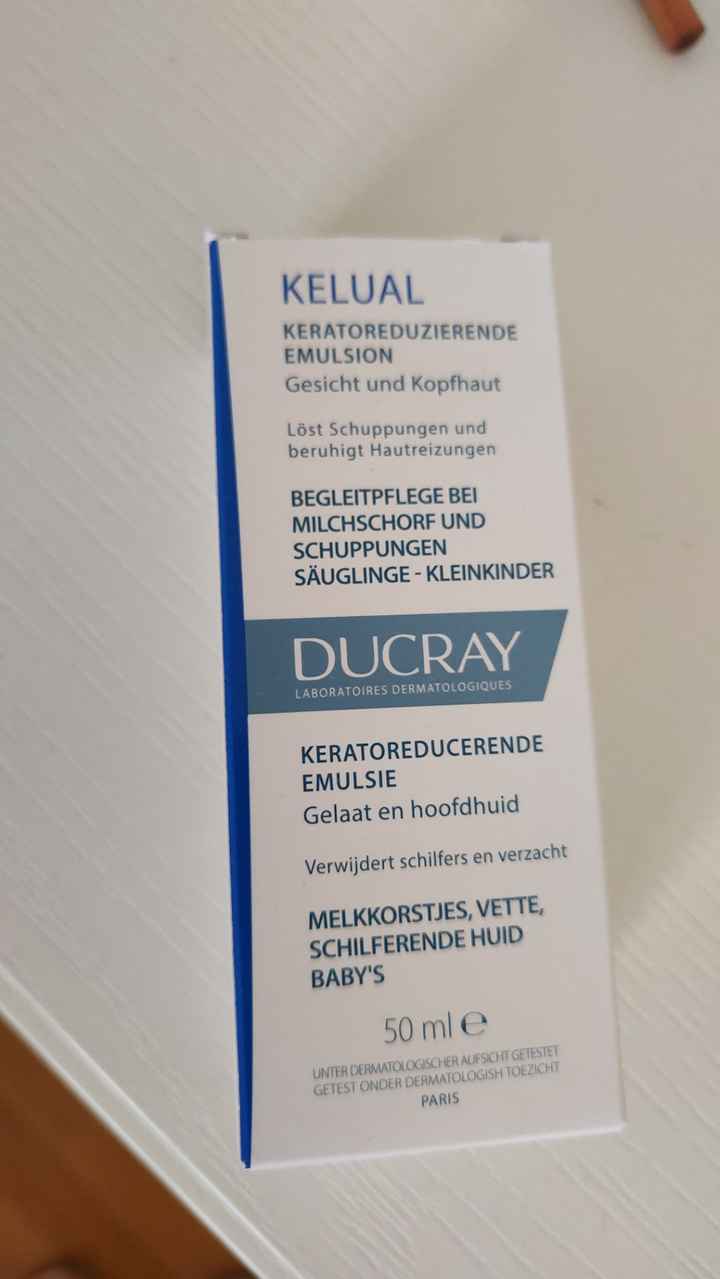 KELUAL
KERATOREDUZIERENDE
EMULSION
Gesicht und Kopfhaut
Löst Schuppungen und
beruhigt Hautreizungen
BEGLEITPFLEGE BEI
MILCHSCHORF UND
SCHUPPUNGEN
SÄUGLINGE - KLEINKINDER
DUCRAY
LABORATOIRES DERMATOLOGIQUES
KERATOREDUCERENDE
EMULSIE
Gelaat en hoofdhuid
Verwijdert schilfers en verzacht
MELKKORSTJES, VETTE,
SCHILFERENDE HUID
BABY'S
50 ml ℮
UNTER DERMATOLOGISCHER AUFSICHT GETESTET
GETEST ONDER DERMATOLOGISH TOEZICHT
PARIS